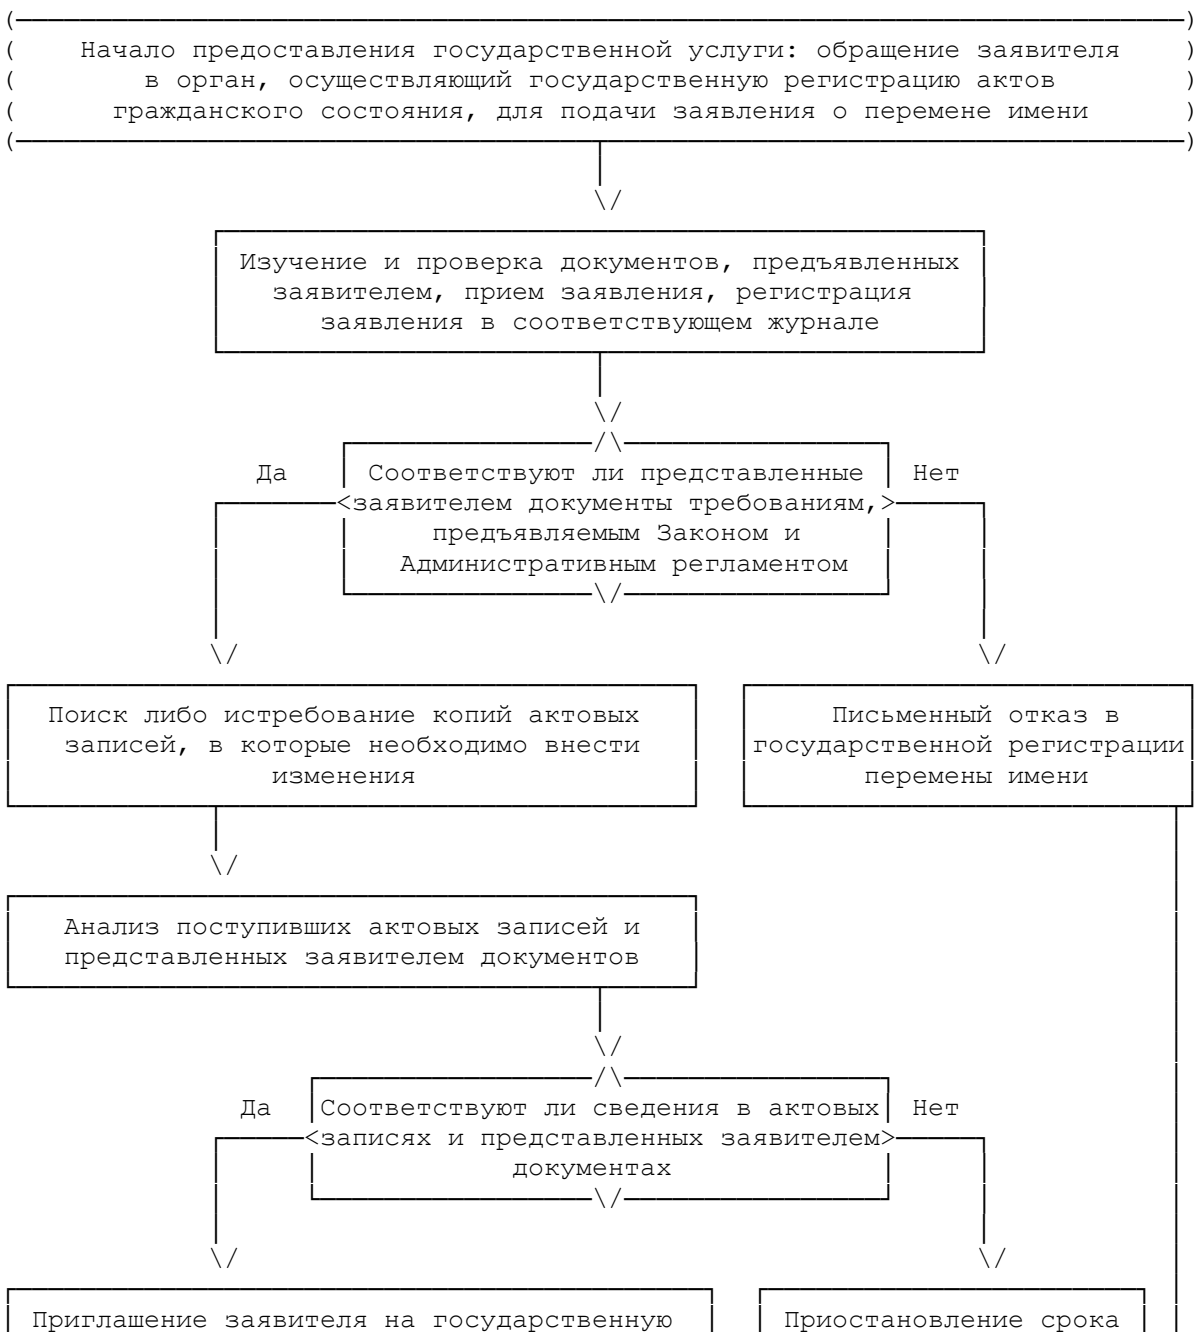 Начало предоставления государственной услуги: обращение заявителя
в орган, осуществляющий государственную регистрацию актов
гражданского состояния, для подачи заявления о перемене имени
Изучение и проверка документов, предъявленных
заявителем, прием заявления, регистрация
заявления в соответствующем журнале
Да
Соответствуют ли представленные
Нет
заявителем документы требованиям,
предъявляемым Законом и
Административным регламентом
Поиск либо истребование копий актовых
записей, в которые необходимо внести
изменения
Письменный отказ в
государственной регистрации
перемены имени
Анализ поступивших актовых записей и
представленных заявителем документов
Да
Соответствуют ли сведения в актовых
Нет
записях и представленных заявителем
документах
Приглашение заявителя на государственную
Приостановление срока